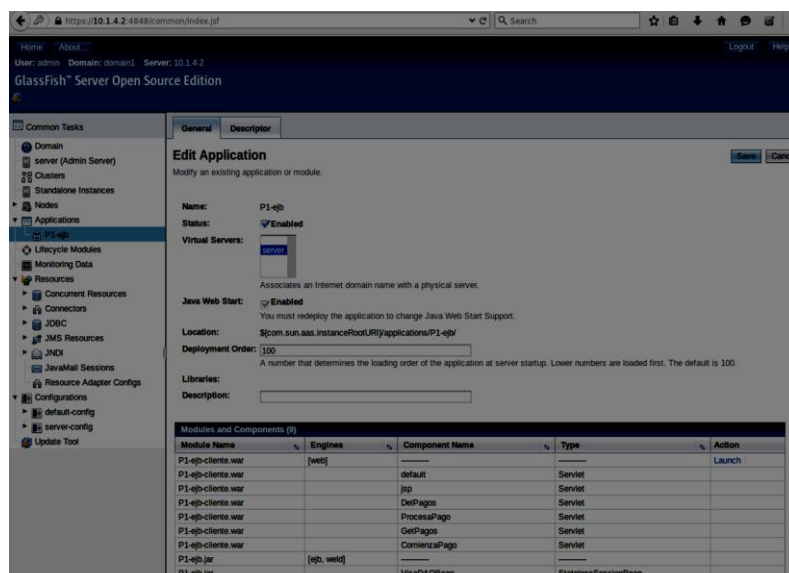 https://10.1.4.2:4848/common/index.jsf
Search
Home About...
Logout Help
User: admin Domain: domain1 Server: 10.1.4.2
GlassFish™ Server Open Source Edition
Common Tasks
Domain
server (Admin Server)
Clusters
Standalone Instances
Nodes
Applications
P1-ejb
Lifecycle Modules
Monitoring Data
Resources
Concurrent Resources
Connectors
JDBC
JMS Resources
JNDI
JavaMail Sessions
Resource Adapter Configs
Configurations
default-config
server-config
Update Tool
General Descriptor
Edit Application
Save Canc
Modify an existing application or module.
Name: P1-ejb
Status: Enabled
Virtual Servers: server
Associates an Internet domain name with a physical server.
Java Web Start: Enabled
You must redeploy the application to change Java Web Start Support.
Location: ${com.sun.aas.instanceRootURI}/applications/P1-ejb/
Deployment Order: 100
A number that determines the loading order of the application at server startup. Lower numbers are loaded first. The default is 100.
Libraries:
Description:
Modules and Components (9)
Module Name Engines Component Name Type Action
P1-ejb-cliente.war [web] ---------- ---------- Launch
P1-ejb-cliente.war default Servlet
P1-ejb-cliente.war jsp Servlet
P1-ejb-cliente.war DelPagos Servlet
P1-ejb-cliente.war ProcesaPago Servlet
P1-ejb-cliente.war GetPagos Servlet
P1-ejb-cliente.war ComienzaPago Servlet
P1-ejb.jar [ejb, weld] ---------- ----------
P1-ejb.jar VisaDAOBean StatelessSessionBean